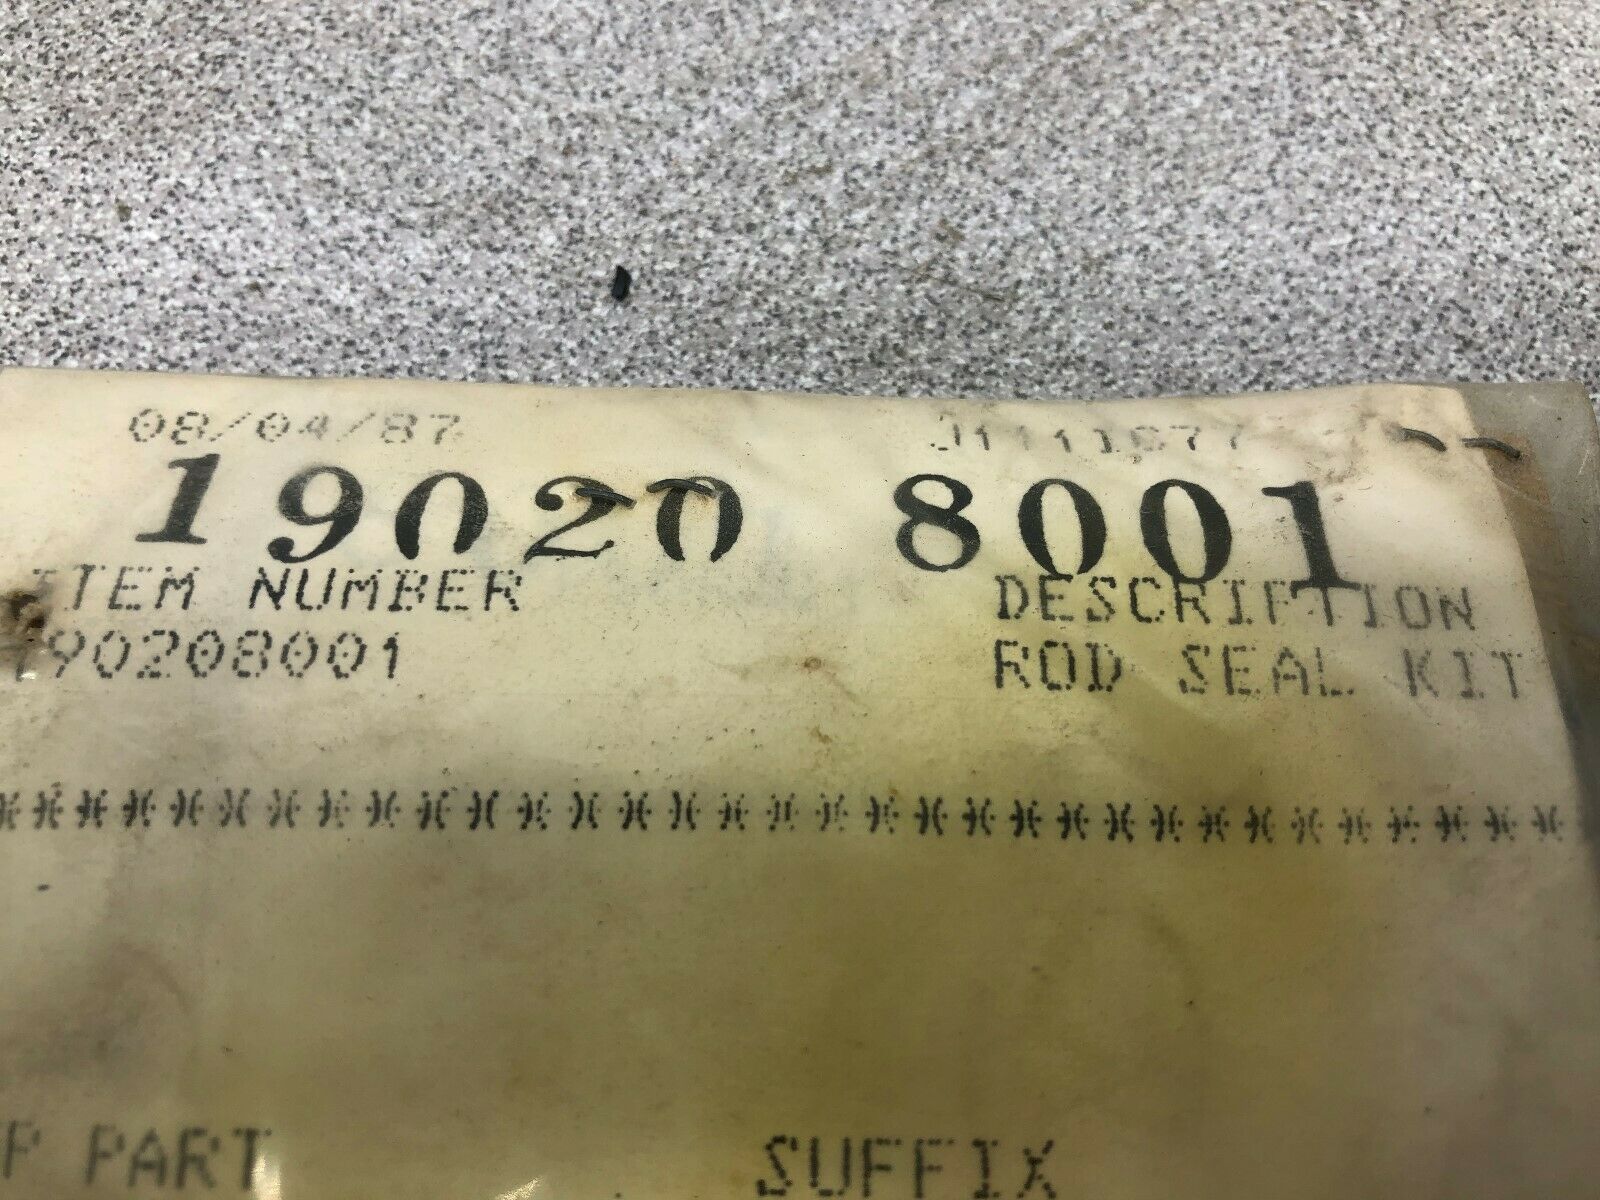 08/04/87
19020 8001
ITEM NUMBER DESCRIPTION
190208001 ROD SEAL KIT
********************************
PART SUFFIX